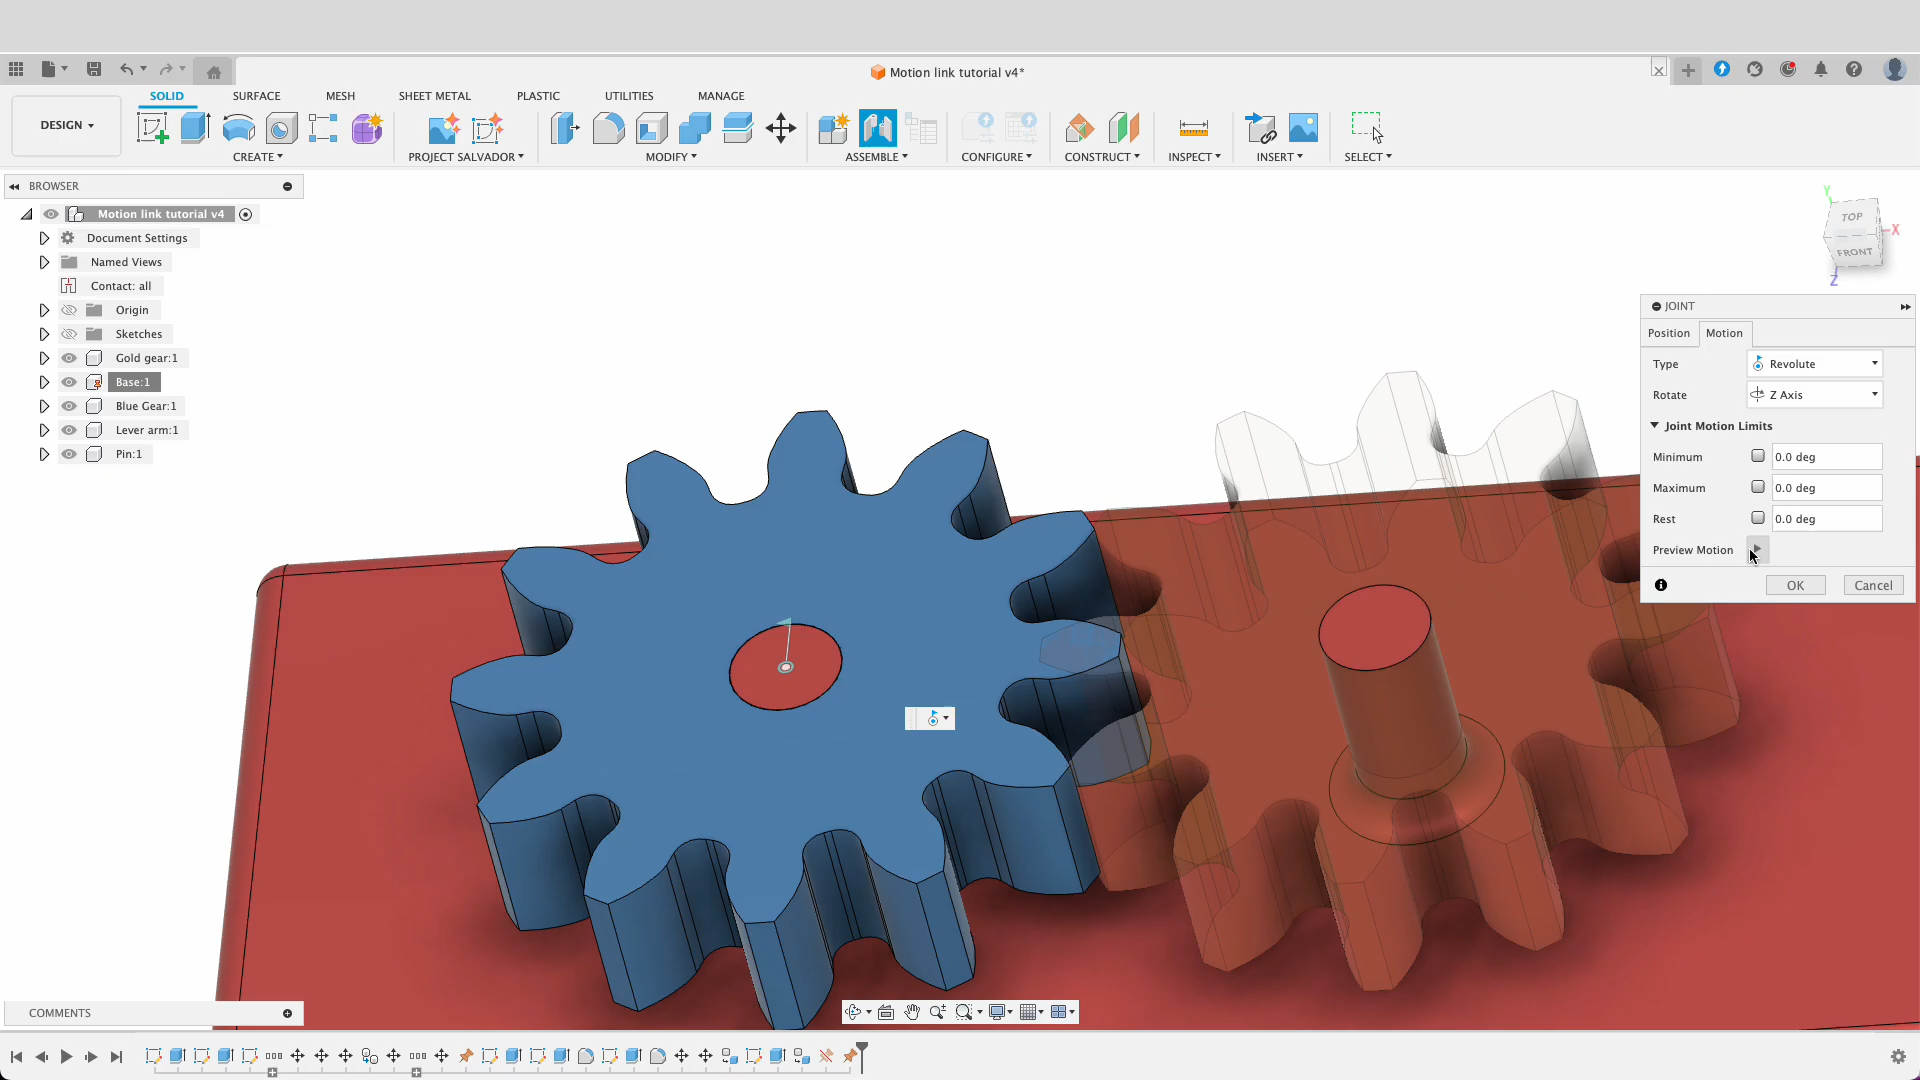 Motion link tutorial v4*
DESIGN
SOLID SURFACE MESH SHEET METAL PLASTIC UTILITIES MANAGE
CREATE PROJECT SALVADOR MODIFY ASSEMBLE CONFIGURE CONSTRUCT INSPECT INSERT SELECT
BROWSER
Motion link tutorial v4
Document Settings
Named Views
Contact: all
Origin
Sketches
Gold gear:1
Base:1
Blue Gear:1
Lever arm:1
Pin:1
Y
TOP
X
FRONT
Z
JOINT
Position Motion
Type Revolute
Rotate Z Axis
Joint Motion Limits
Minimum 0.0 deg
Maximum 0.0 deg
Rest 0.0 deg
Preview Motion
OK Cancel
COMMENTS